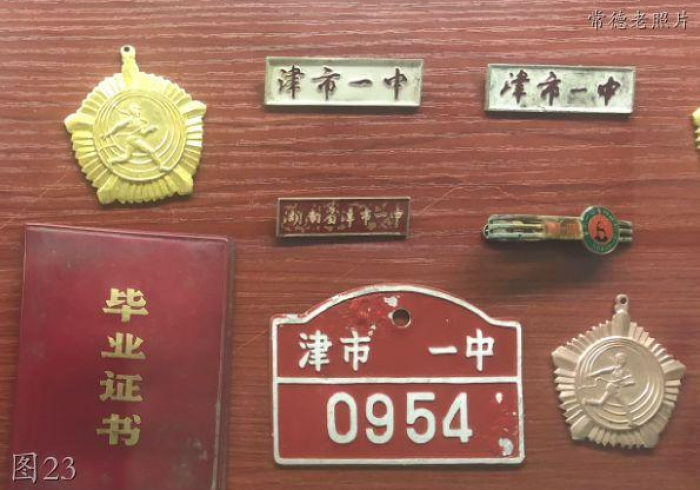 常德老照片
津市一中
津市一中
湖南省津市一中
毕业证书
津市 一中
0954
图23